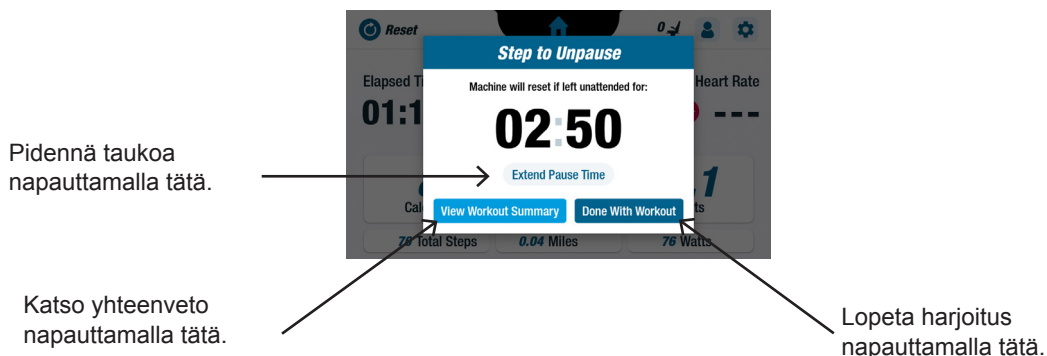 Reset
0
Step to Unpause
Elapsed Ti
Heart Rate
Machine will reset if left unattended for:
01:1
02:50
---
Pidennä taukoa
napauttamalla tätä.
Extend Pause Time
1
Cal
ts
View Workout Summary
Done With Workout
76 Total Steps
0.04 Miles
76 Watts
Katso yhteenveto
napauttamalla tätä.
Lopeta harjoitus
napauttamalla tätä.